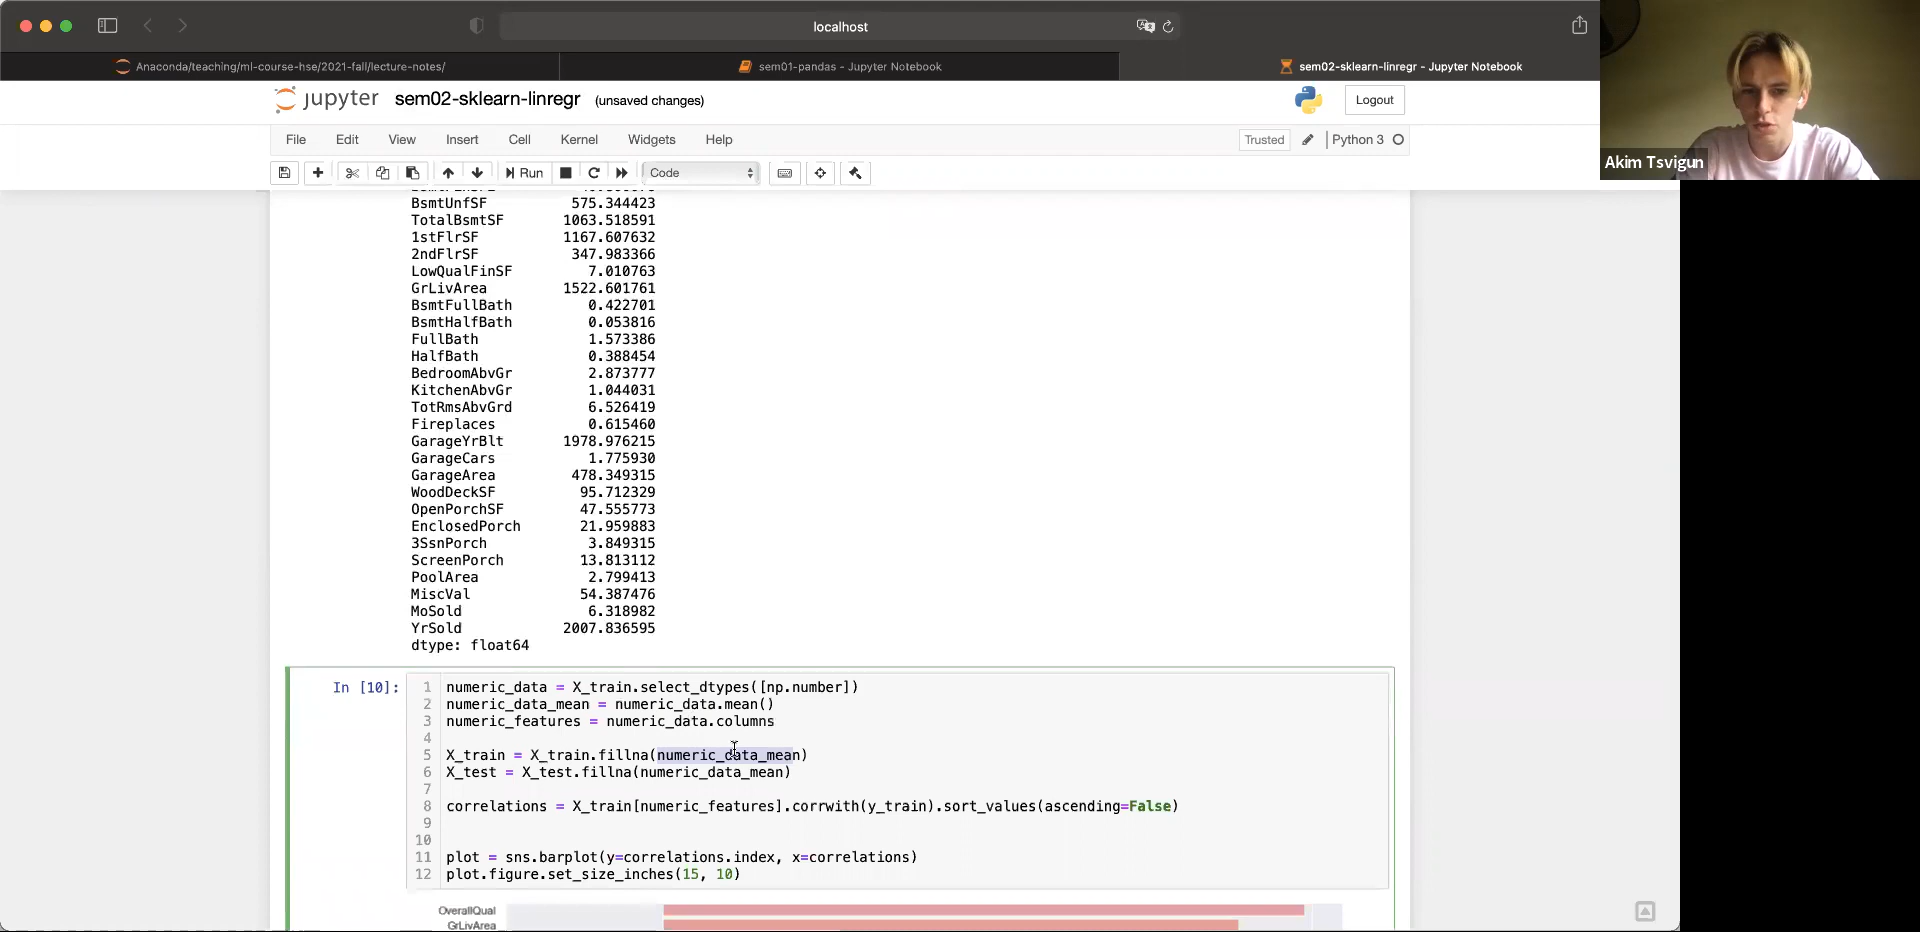 localhost
Anaconda/teaching/ml-course-hse/2021-fall/lecture-notes/
sem01-pandas - Jupyter Notebook
sem02-sklearn-linregr - Jupyter Notebook
jupyter sem02-sklearn-linregr (unsaved changes)
Logout
File Edit View Insert Cell Kernel Widgets Help
Trusted
Python 3
Run
Code
Akim Tsvigun
BsmtUnfSF 575.344423
TotalBsmtSF 1063.518591
1stFlrSF 1167.607632
2ndFlrSF 347.983366
LowQualFinSF 7.010763
GrLivArea 1522.601761
BsmtFullBath 0.422701
BsmtHalfBath 0.053816
FullBath 1.573386
HalfBath 0.388454
BedroomAbvGr 2.873777
KitchenAbvGr 1.044031
TotRmsAbvGrd 6.526419
Fireplaces 0.615460
GarageYrBlt 1978.976215
GarageCars 1.775930
GarageArea 478.349315
WoodDeckSF 95.712329
OpenPorchSF 47.555773
EnclosedPorch 21.959883
3SsnPorch 3.849315
ScreenPorch 13.813112
PoolArea 2.799413
MiscVal 54.387476
MoSold 6.318982
YrSold 2007.836595
dtype: float64
In [10]:
1 numeric_data = X_train.select_dtypes([np.number])
2 numeric_data_mean = numeric_data.mean()
3 numeric_features = numeric_data.columns
4
5 X_train = X_train.fillna(numeric_data_mean)
6 X_test = X_test.fillna(numeric_data_mean)
7
8 correlations = X_train[numeric_features].corrwith(y_train).sort_values(ascending=False)
9
10
11 plot = sns.barplot(y=correlations.index, x=correlations)
12 plot.figure.set_size_inches(15, 10)
OverallQual
GrLivArea